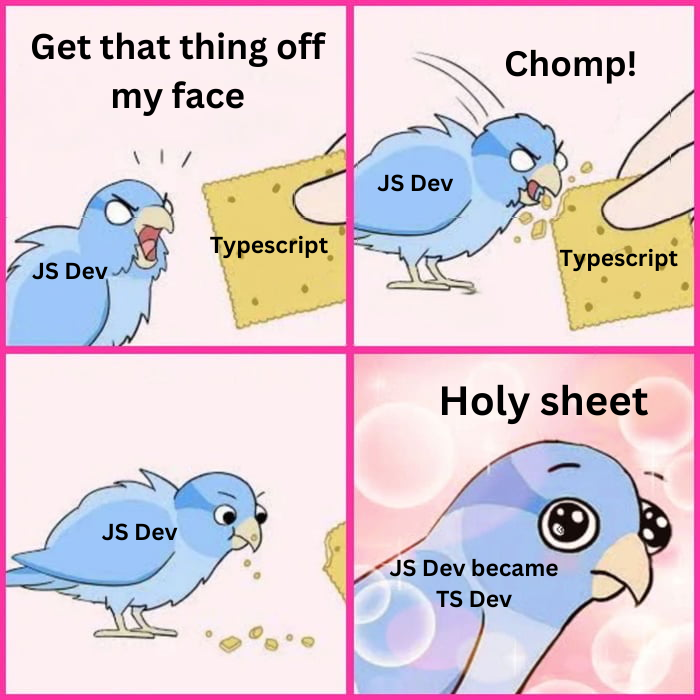 Get that thing off
my face
JS Dev
Typescript
Chomp!
JS Dev
Typescript
JS Dev
Holy sheet
JS Dev became
TS Dev